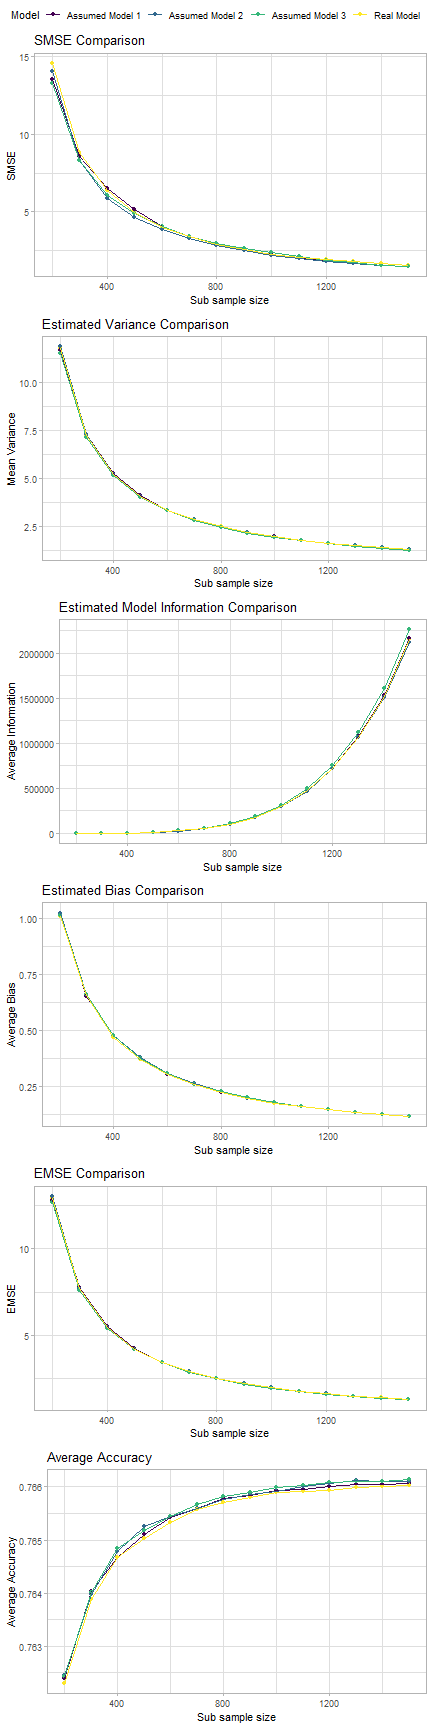 Model Assumed Model 1 Assumed Model 2 Assumed Model 3 Real Model
SMSE Comparison
15
10
5
SMSE
400 800 1200
Sub sample size
Estimated Variance Comparison
10.0
7.5
5.0
2.5
Mean Variance
400 800 1200
Sub sample size
Estimated Model Information Comparison
2000000
1500000
1000000
500000
0
Average Information
400 800 1200
Sub sample size
Estimated Bias Comparison
1.00
0.75
0.50
0.25
Average Bias
400 800 1200
Sub sample size
EMSE Comparison
10
5
EMSE
400 800 1200
Sub sample size
Average Accuracy
0.766
0.765
0.764
0.763
Average Accuracy
400 800 1200
Sub sample size